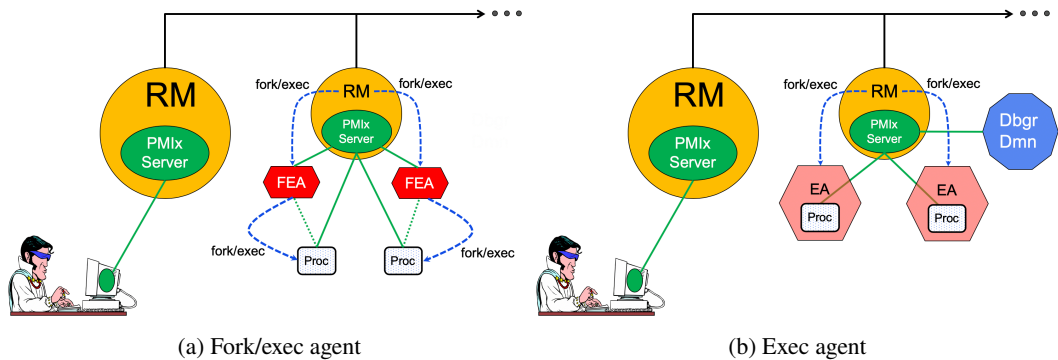 RM
PMIx
Server
fork/exec
RM
fork/exec
PMIx
Server
FEA
FEA
fork/exec
Proc
Proc
fork/exec
(a) Fork/exec agent
RM
PMIx
Server
fork/exec
RM
fork/exec
PMIx
Server
Dbgr
Dmn
EA
Proc
EA
Proc
(b) Exec agent